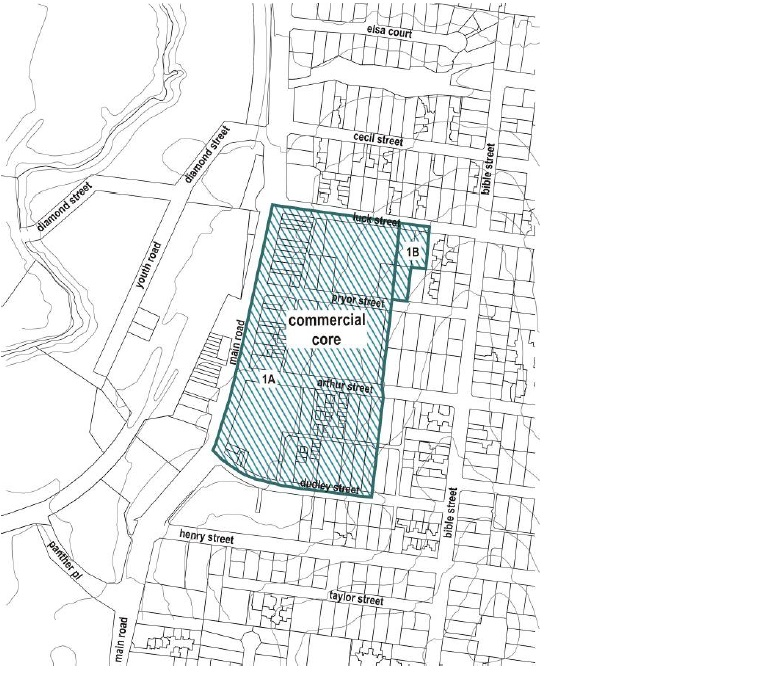 elsa court
cecil street
bible street
diamond street
diamond street
luck street
1B
youth road
pryor street
commercial
core
main road
1A
arthur street
dudley street
bible street
henry street
panther pl
taylor street
main road